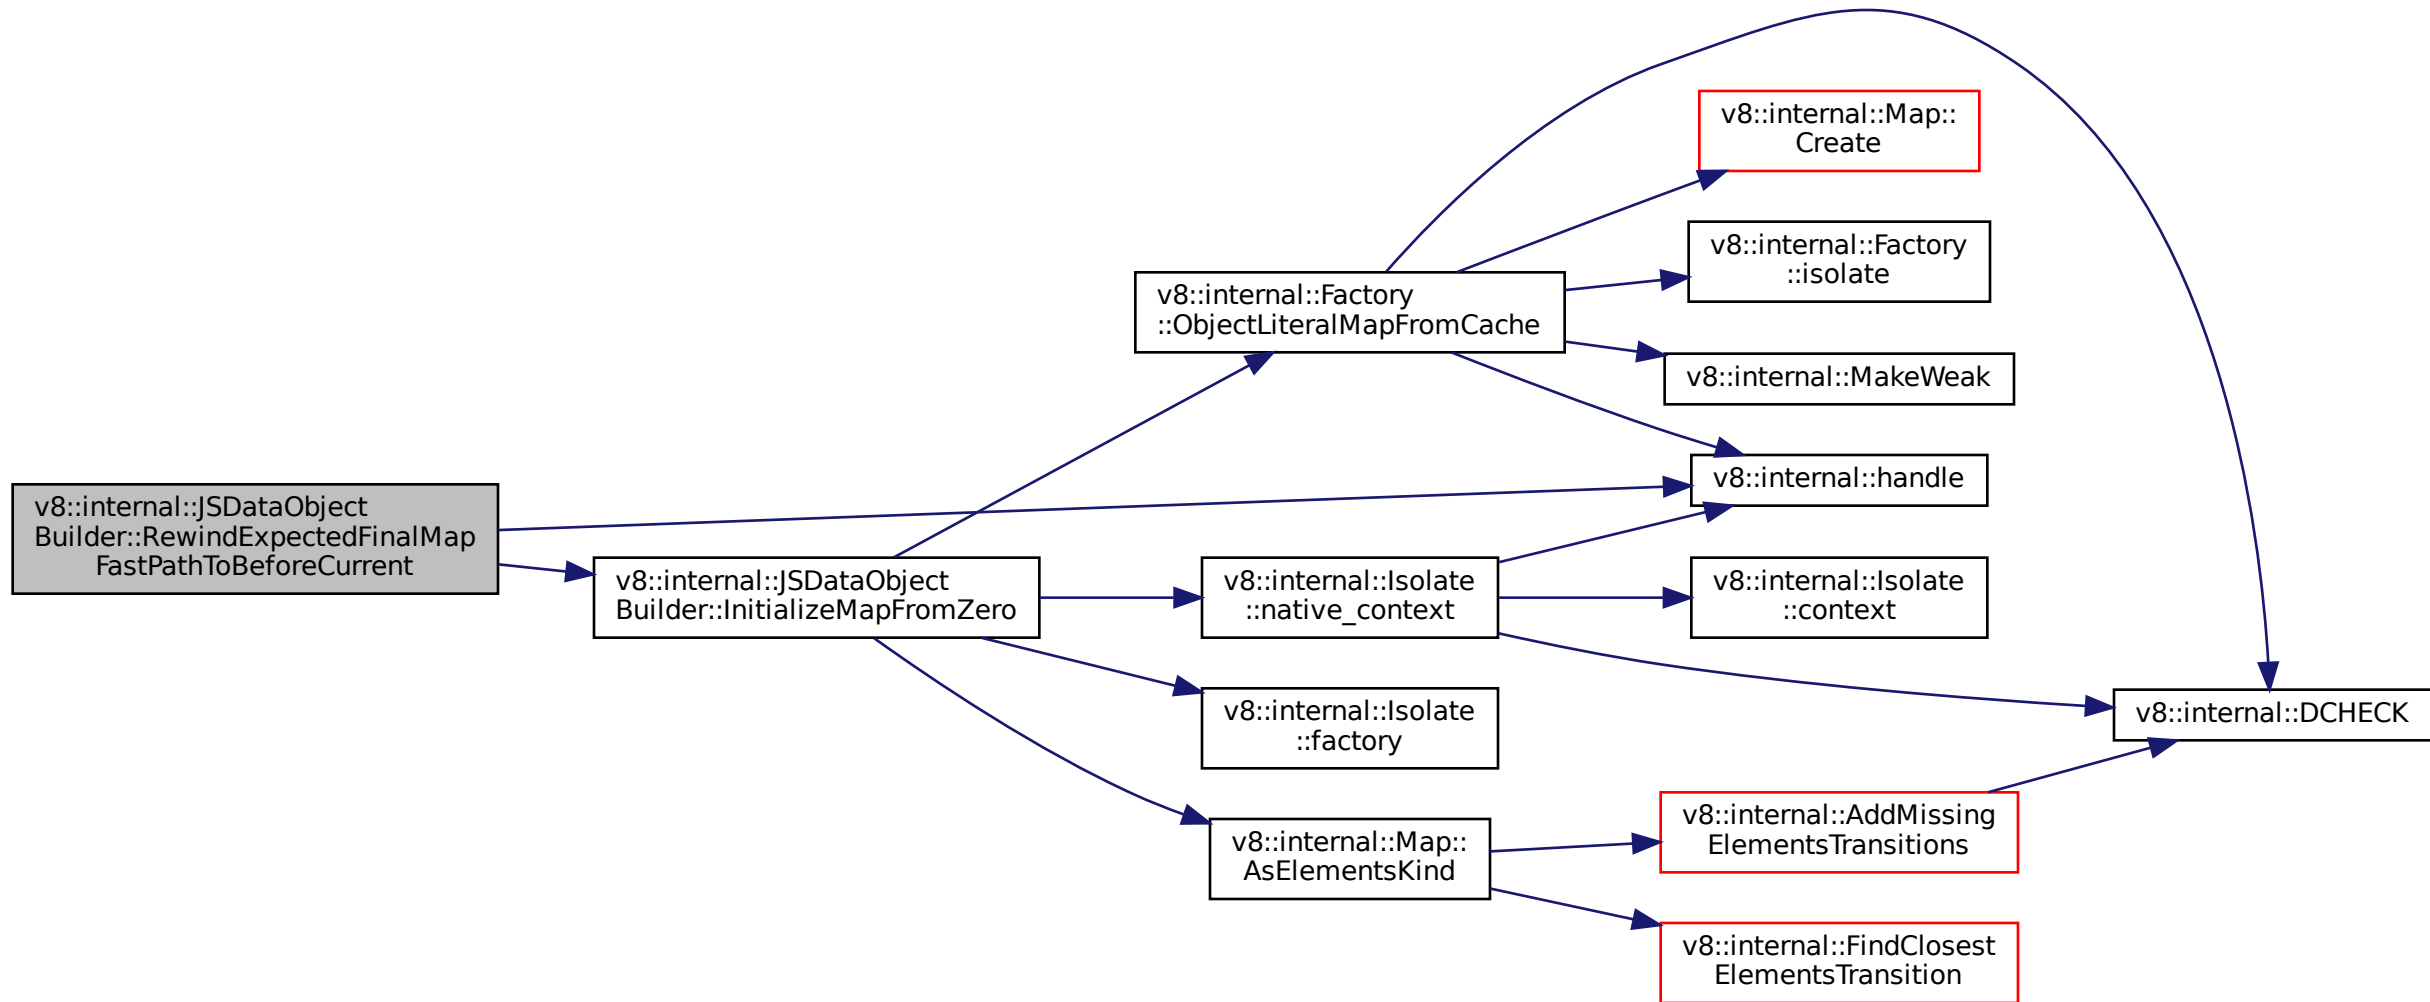 v8::internal::JSDataObject
Builder::RewindExpectedFinalMap
FastPathToBeforeCurrent
v8::internal::JSDataObject
Builder::InitializeMapFromZero
v8::internal::Factory
::ObjectLiteralMapFromCache
v8::internal::Isolate
::native_context
v8::internal::Isolate
::factory
v8::internal::Map::
AsElementsKind
v8::internal::Map::
Create
v8::internal::Factory
::isolate
v8::internal::MakeWeak
v8::internal::handle
v8::internal::Isolate
::context
v8::internal::AddMissing
ElementsTransitions
v8::internal::FindClosest
ElementsTransition
v8::internal::DCHECK